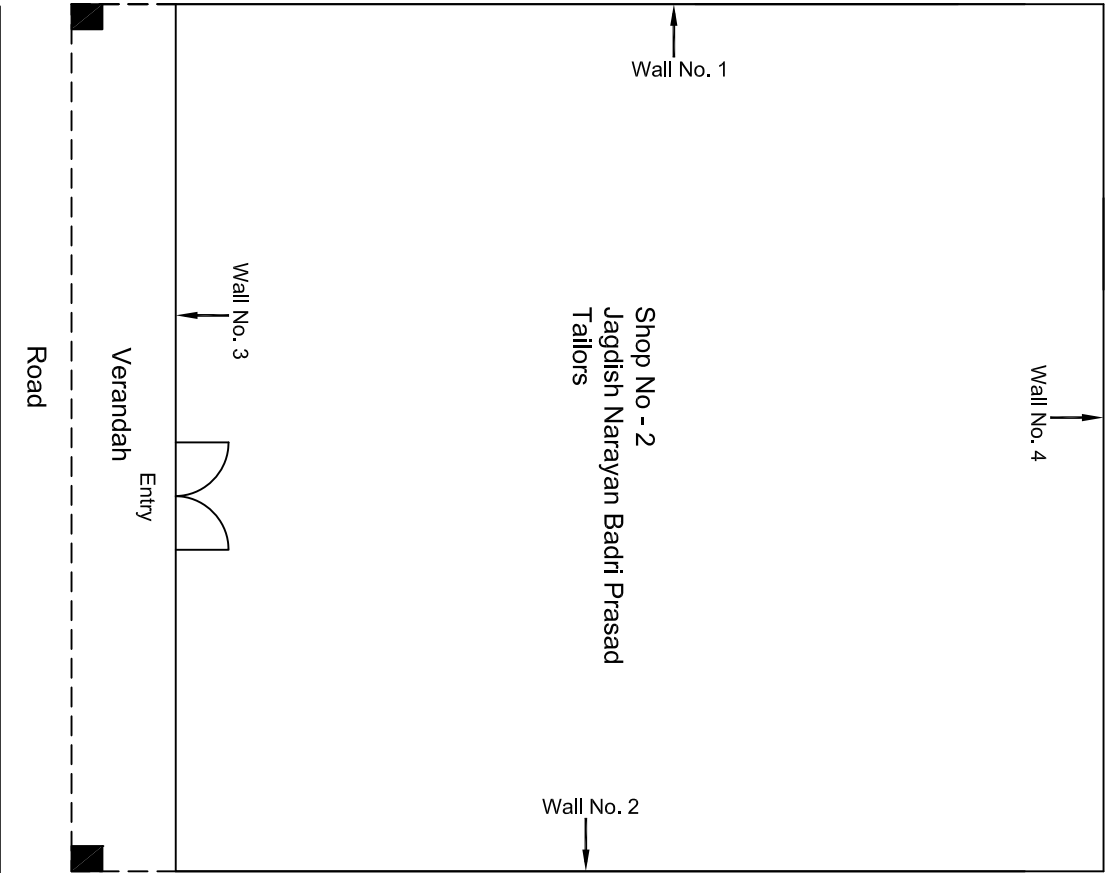 Wall No. 1
Wall No. 4
Shop No - 2
Jagdish Narayan Badri Prasad
Tailors
Wall No. 3
Wall No. 2
Entry
Verandah
Road